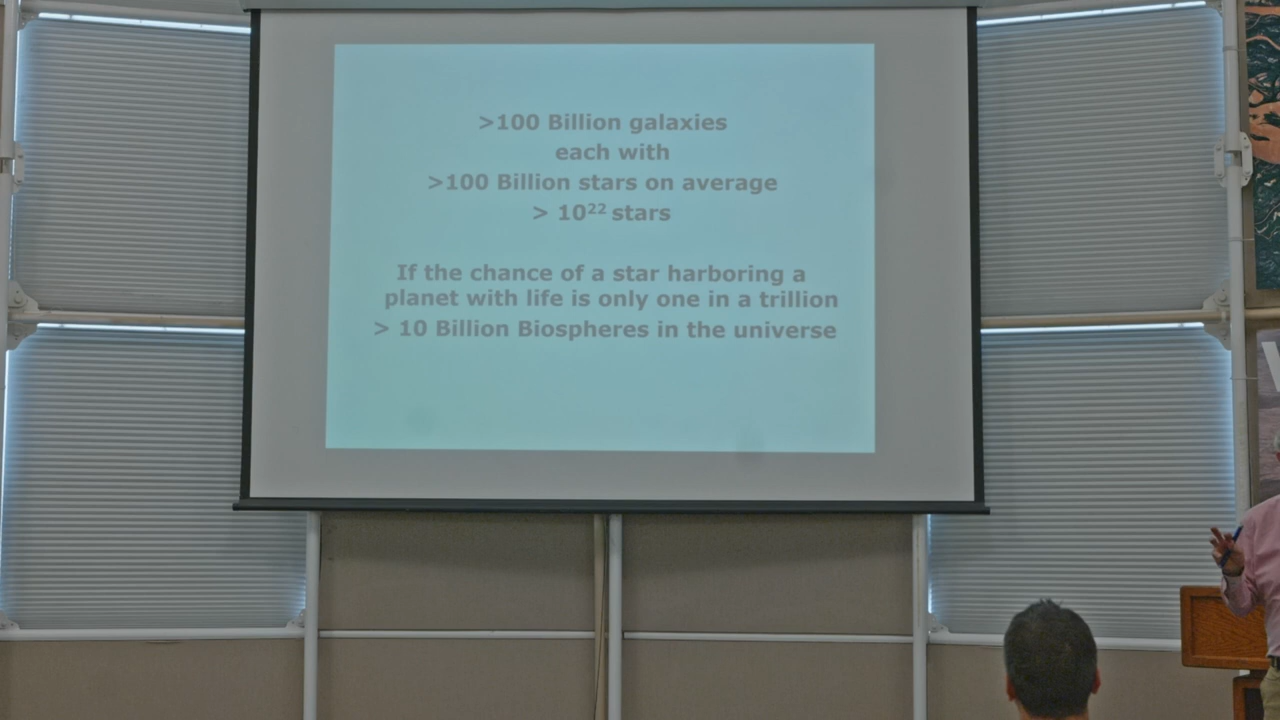 >100 Billion galaxies
each with
>100 Billion stars on average
> 10²² stars
If the chance of a star harboring a
planet with life is only one in a trillion
> 10 Billion Biospheres in the universe